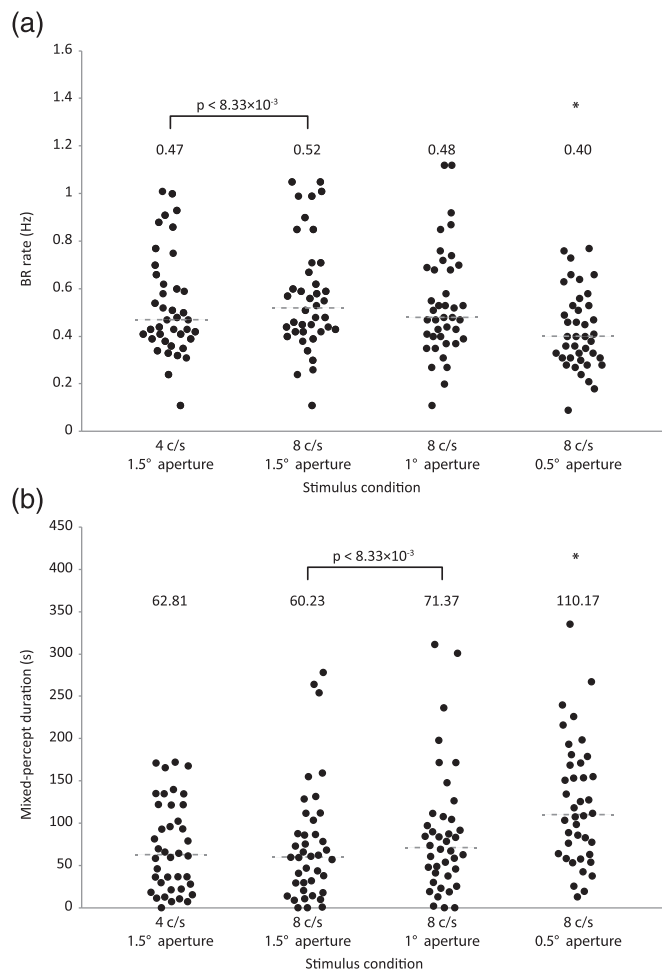 (a)
1.6
1.4
1.2
1
0.8
0.6
0.4
0.2
0
BR rate (Hz)
p < 8.33×10⁻³
*
0.47 0.52 0.48 0.40
4 c/s 8 c/s 8 c/s 8 c/s
1.5° aperture 1.5° aperture 1° aperture 0.5° aperture
Stimulus condition
(b)
450
400
350
300
250
200
150
100
50
0
Mixed-percept duration (s)
p < 8.33×10⁻³
*
62.81 60.23 71.37 110.17
4 c/s 8 c/s 8 c/s 8 c/s
1.5° aperture 1.5° aperture 1° aperture 0.5° aperture
Stimulus condition